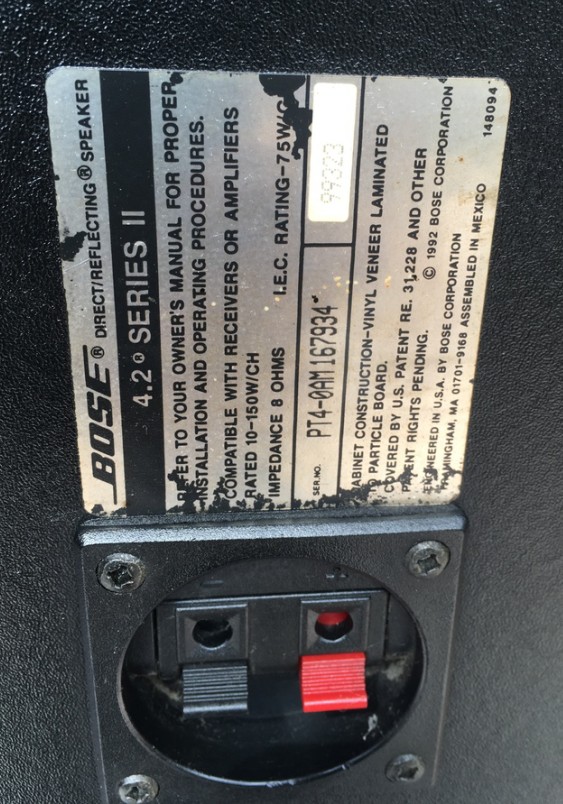 BOSE® DIRECT/REFLECTING® SPEAKER
4.2® SERIES II
REFER TO YOUR OWNER'S MANUAL FOR PROPER
INSTALLATION AND OPERATING PROCEDURES.
COMPATIBLE WITH RECEIVERS OR AMPLIFIERS
RATED 10-150W/CH I.E.C. RATING-75W/C
IMPEDANCE 8 OHMS
SER.NO. PT4-0AM167934 99323
CABINET CONSTRUCTION-VINYL VENEER LAMINATED
TO PARTICLE BOARD.
COVERED BY U.S. PATENT RE. 31,228 AND OTHER
PATENT RIGHTS PENDING. © 1992 BOSE CORPORATION
ENGINEERED IN U.S.A. BY BOSE CORPORATION
FRAMINGHAM, MA 01701-9168 ASSEMBLED IN MEXICO 148094